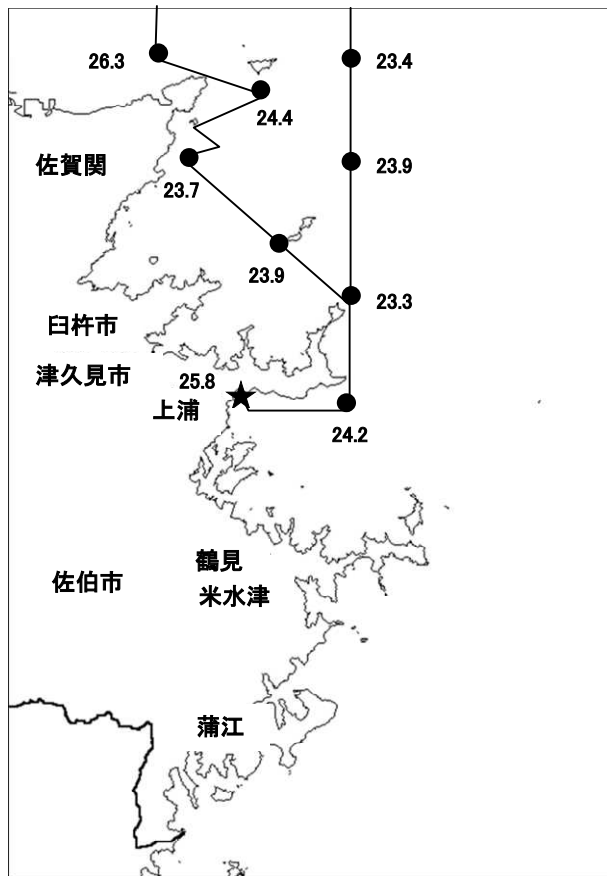 26.3
23.4
24.4
佐賀関
23.7
23.9
23.9
23.3
臼杵市
津久見市
25.8
上浦
24.2
鶴見
佐伯市
米水津
蒲江